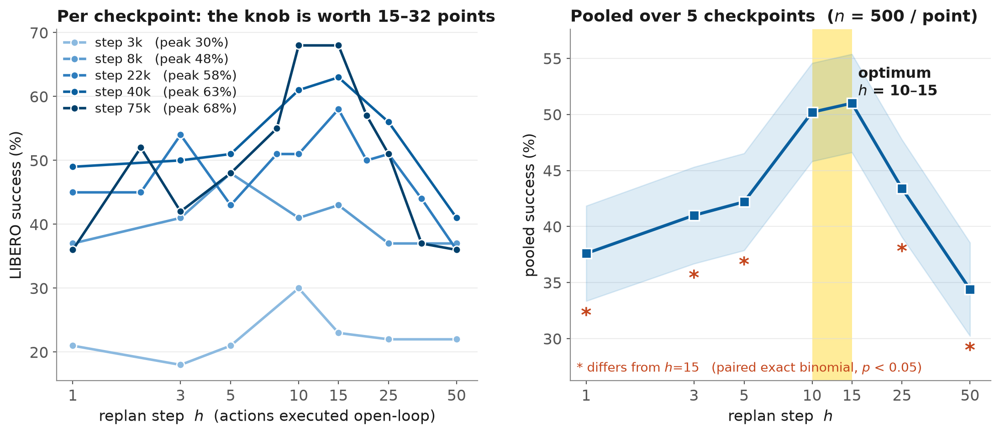 Per checkpoint: the knob is worth 15–32 points
70
60
50
40
30
20
LIBERO success (%)
step 3k (peak 30%)
step 8k (peak 48%)
step 22k (peak 58%)
step 40k (peak 63%)
step 75k (peak 68%)
1 3 5 10 15 25 50
replan step h (actions executed open-loop)
Pooled over 5 checkpoints (n = 500 / point)
55
50
45
40
35
30
pooled success (%)
optimum
h = 10–15
* * * * *
* differs from h=15 (paired exact binomial, p < 0.05)
1 3 5 10 15 25 50
replan step h